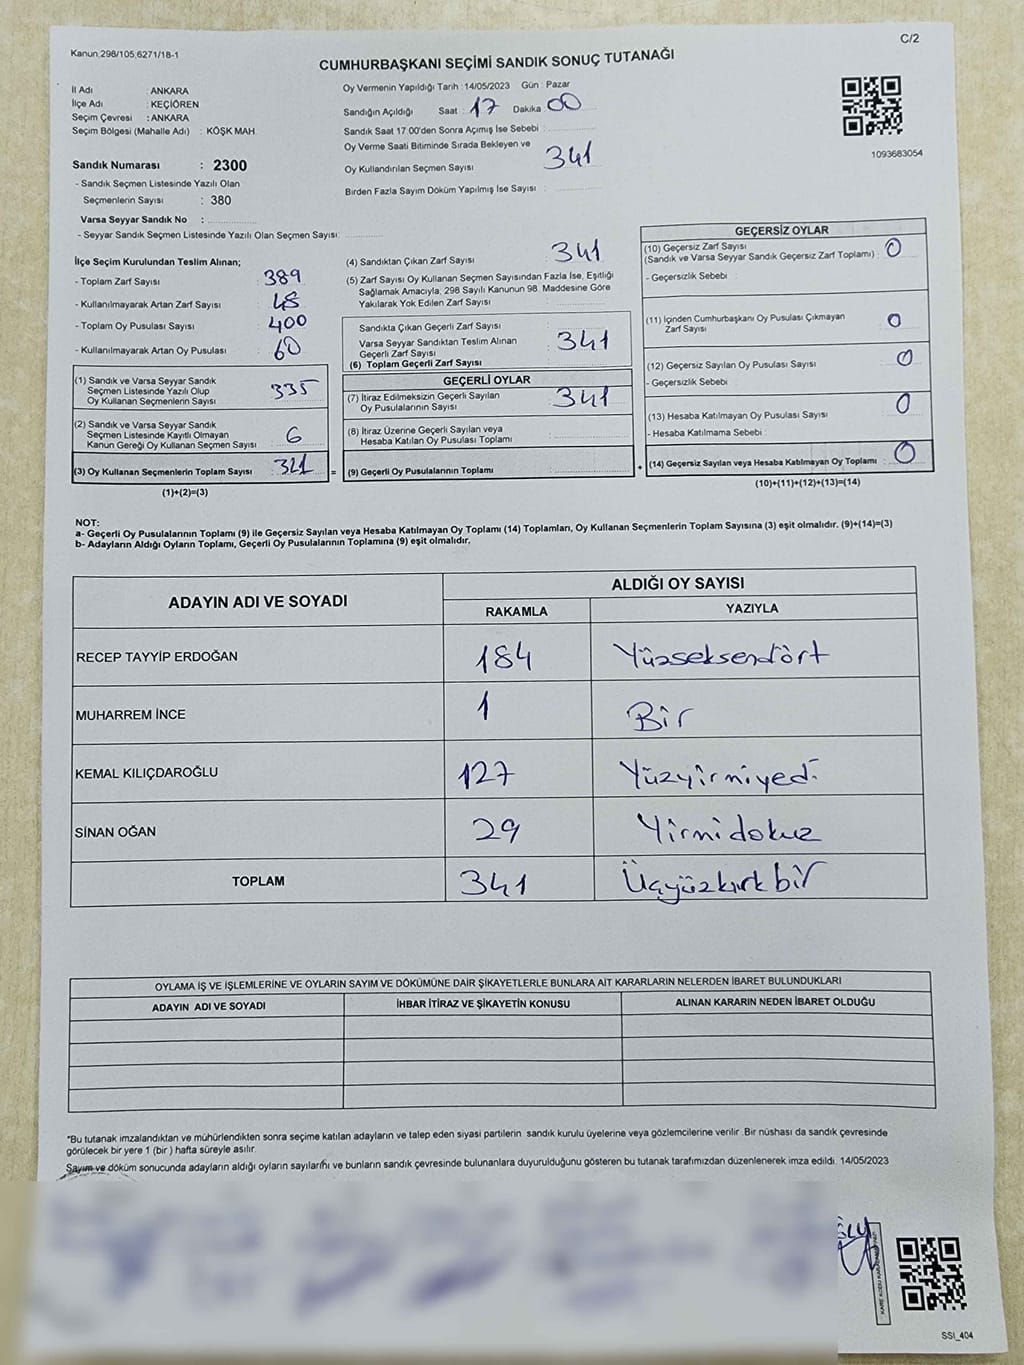 C/2
Kanun,298/105,6271/18-1
CUMHURBAŞKANI SEÇİMİ SANDIK SONUÇ TUTANAĞI
İl Adı : ANKARA
İlçe Adı : KEÇİÖREN
Seçim Çevresi : ANKARA
Seçim Bölgesi (Mahalle Adı) : KÖŞK MAH.
Sandık Numarası : 2300
- Sandık Seçmen Listesinde Yazılı Olan
Seçmenlerin Sayısı : 380
Varsa Seyyar Sandık No :
- Seyyar Sandık Seçmen Listesinde Yazılı Olan Seçmen Sayısı:
Oy Vermenin Yapıldığı Tarih : 14/05/2023 Gün : Pazar
Sandığın Açıldığı Saat : 17 Dakika : 00
Sandık Saat 17.00'den Sonra Açımış İse Sebebi :
Oy Verme Saati Bitiminde Sırada Bekleyen ve
Oy Kullandırılan Seçmen Sayısı : 341
Birden Fazla Sayım Döküm Yapılmış İse Sayısı :
1093683054
İlçe Seçim Kurulundan Teslim Alınan;
- Toplam Zarf Sayısı : 389
- Kullanılmayarak Artan Zarf Sayısı : 48
- Toplam Oy Pusulası Sayısı : 400
- Kullanılmayarak Artan Oy Pusulası : 60
(1) Sandık ve Varsa Seyyar Sandık
Seçmen Listesinde Yazılı Olup
Oy Kullanan Seçmenlerin Sayısı : 335
(2) Sandık ve Varsa Seyyar Sandık
Seçmen Listesinde Kayıtlı Olmayan
Kanun Gereği Oy Kullanan Seçmen Sayısı : 6
(3) Oy Kullanan Seçmenlerin Toplam Sayısı : =
(1)+(2)=(3)
(4) Sandıktan Çıkan Zarf Sayısı : 341
(5) Zarf Sayısı Oy Kullanan Seçmen Sayısından Fazla İse, Eşitliği
Sağlamak Amacıyla, 298 Sayılı Kanunun 98. Maddesine Göre
Yakılarak Yok Edilen Zarf Sayısı :
Sandıkta Çıkan Geçerli Zarf Sayısı
Varsa Seyyar Sandıktan Teslim Alınan
Geçerli Zarf Sayısı
(6) Toplam Geçerli Zarf Sayısı : 341
GEÇERLİ OYLAR
(7) İtiraz Edilmeksizin Geçerli Sayılan
Oy Pusulalarının Sayısı : 341
(8) İtiraz Üzerine Geçerli Sayılan veya
Hesaba Katılan Oy Pusulası Toplamı :
(9) Geçerli Oy Pusulalarının Toplamı : +
GEÇERSİZ OYLAR
(10) Geçersiz Zarf Sayısı
(Sandık ve Varsa Seyyar Sandık Geçersiz Zarf Toplamı) : 0
- Geçersizlik Sebebi :
(11) İçinden Cumhurbaşkanı Oy Pusulası Çıkmayan
Zarf Sayısı : 0
(12) Geçersiz Sayılan Oy Pusulası Sayısı : 0
- Geçersizlik Sebebi :
(13) Hesaba Katılmayan Oy Pusulası Sayısı : 0
- Hesaba Katılmama Sebebi :
(14) Geçersiz Sayılan veya Hesaba Katılmayan Oy Toplamı : 0
(10)+(11)+(12)+(13)=(14)
NOT:
a- Geçerli Oy Pusulalarının Toplamı (9) ile Geçersiz Sayılan veya Hesaba Katılmayan Oy Toplamı (14) Toplamları, Oy Kullanan Seçmenlerin Toplam Sayısına (3) eşit olmalıdır. (9)+(14)=(3)
b- Adayların Aldığı Oyların Toplamı, Geçerli Oy Pusulalarının Toplamına (9) eşit olmalıdır.
ADAYIN ADI VE SOYADI
ALDIĞI OY SAYISI
RAKAMLA YAZIYLA
RECEP TAYYİP ERDOĞAN 184 Yüzseksendört
MUHARREM İNCE 1 Bir
KEMAL KILIÇDAROĞLU 127 Yüzyirmiyedi
SİNAN OĞAN 29 Yirmidokuz
TOPLAM 341 Üçyüzkırkbir
OYLAMA İŞ VE İŞLEMLERİNE VE OYLARIN SAYIM VE DÖKÜMÜNE DAİR ŞİKAYETLERLE BUNLARA AİT KARARLARIN NELERDEN İBARET BULUNDUKLARI
ADAYIN ADI VE SOYADI İHBAR İTİRAZ VE ŞİKAYETİN KONUSU ALINAN KARARIN NEDEN İBARET OLDUĞU
*Bu tutanak imzalandıktan ve mühürlendikten sonra seçime katılan adayların ve talep eden siyasi partilerin sandık kurulu üyelerine veya gözlemcilerine verilir .Bir nüshası da sandık çevresinde
görülecek bir yere 1 (bir ) hafta süreyle asılır.
Sayım ve döküm sonucunda adayların aldığı oyların sayılarını ve bunların sandık çevresinde bulunanlara duyurulduğunu gösteren bu tutanak tarafımızdan düzenlenerek imza edildi. 14/05/2023
SSI_404